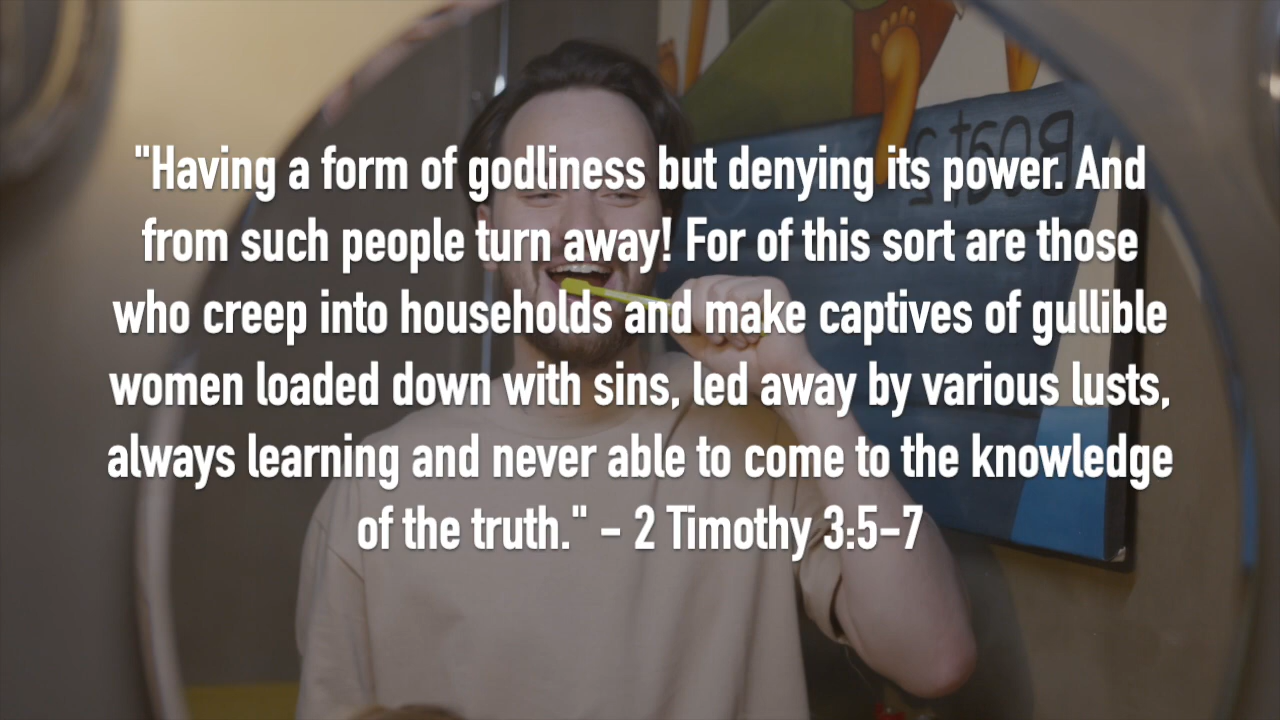 "Having a form of godliness but denying its power. And
from such people turn away! For of this sort are those
who creep into households and make captives of gullible
women loaded down with sins, led away by various lusts,
always learning and never able to come to the knowledge
of the truth." - 2 Timothy 3:5-7